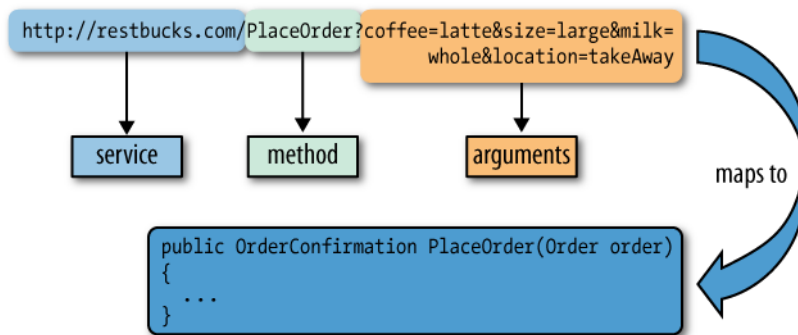 http://restbucks.com/PlaceOrder?coffee=latte&size=large&milk=
whole&location=takeAway
service
method
arguments
maps to
public OrderConfirmation PlaceOrder(Order order)
{
...
}